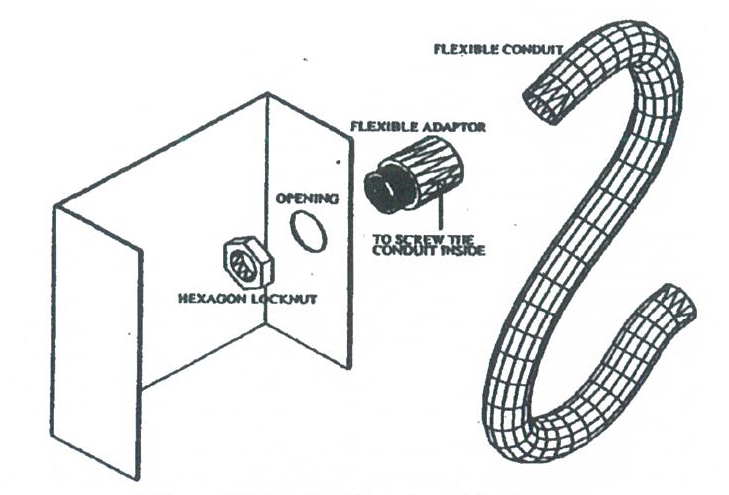 FLEXIBLE CONDUIT
FLEXIBLE ADAPTOR
OPENING
TO SCREW THE
CONDUIT INSIDE
HEXAGON LOCKNUT